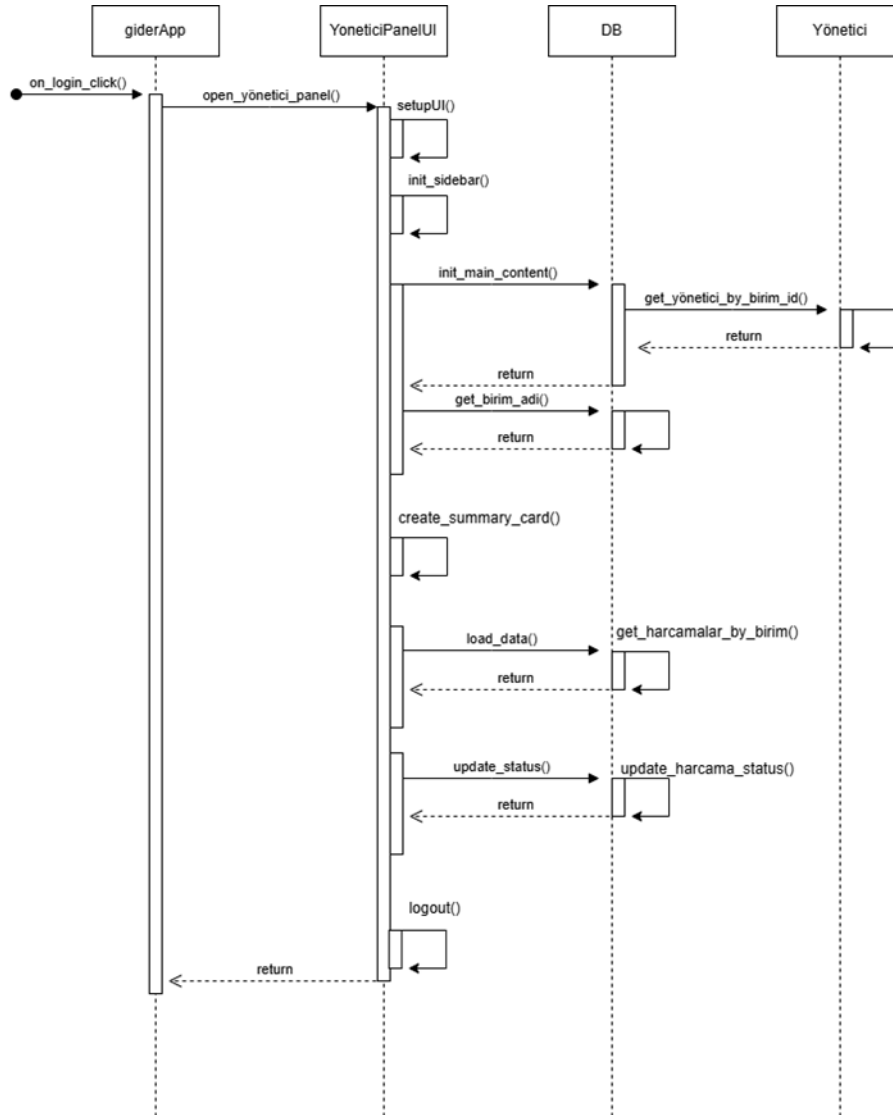 giderApp
YoneticiPanelUI
DB
Yönetici
on_login_click()
open_yönetici_panel()
setupUI()
init_sidebar()
init_main_content()
get_yönetici_by_birim_id()
return
return
get_birim_adi()
return
create_summary_card()
get_harcamalar_by_birim()
load_data()
return
update_status()
update_harcama_status()
return
logout()
return